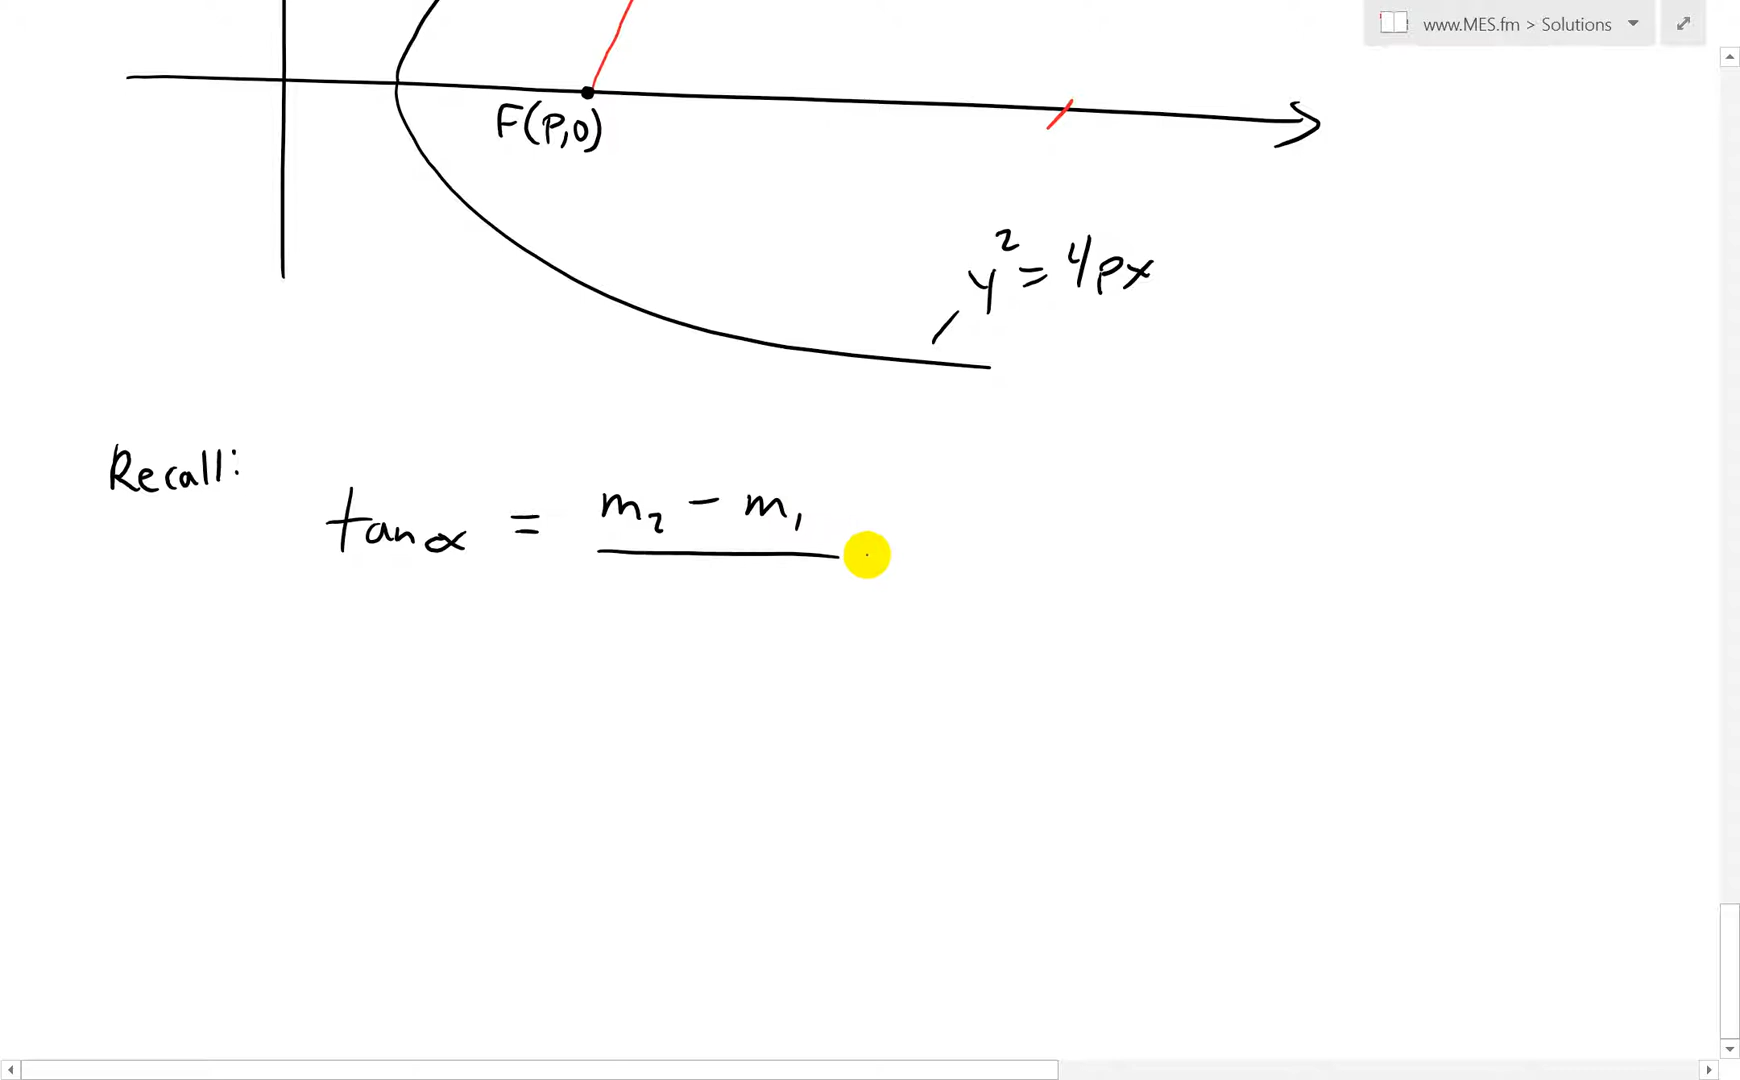 www.MES.fm > Solutions
F(P,0)
y² = 4px
Recall:
tan α = m₂ - m₁